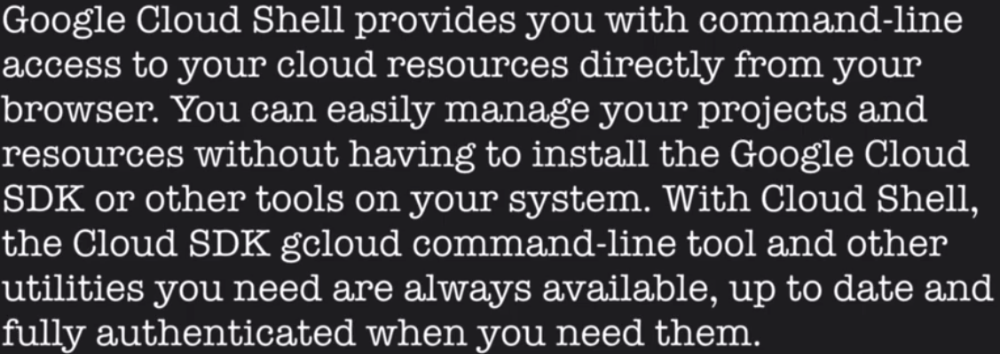 Google Cloud Shell provides you with command-line
access to your cloud resources directly from your
browser. You can easily manage your projects and
resources without having to install the Google Cloud
SDK or other tools on your system. With Cloud Shell,
the Cloud SDK gcloud command-line tool and other
utilities you need are always available, up to date and
fully authenticated when you need them.